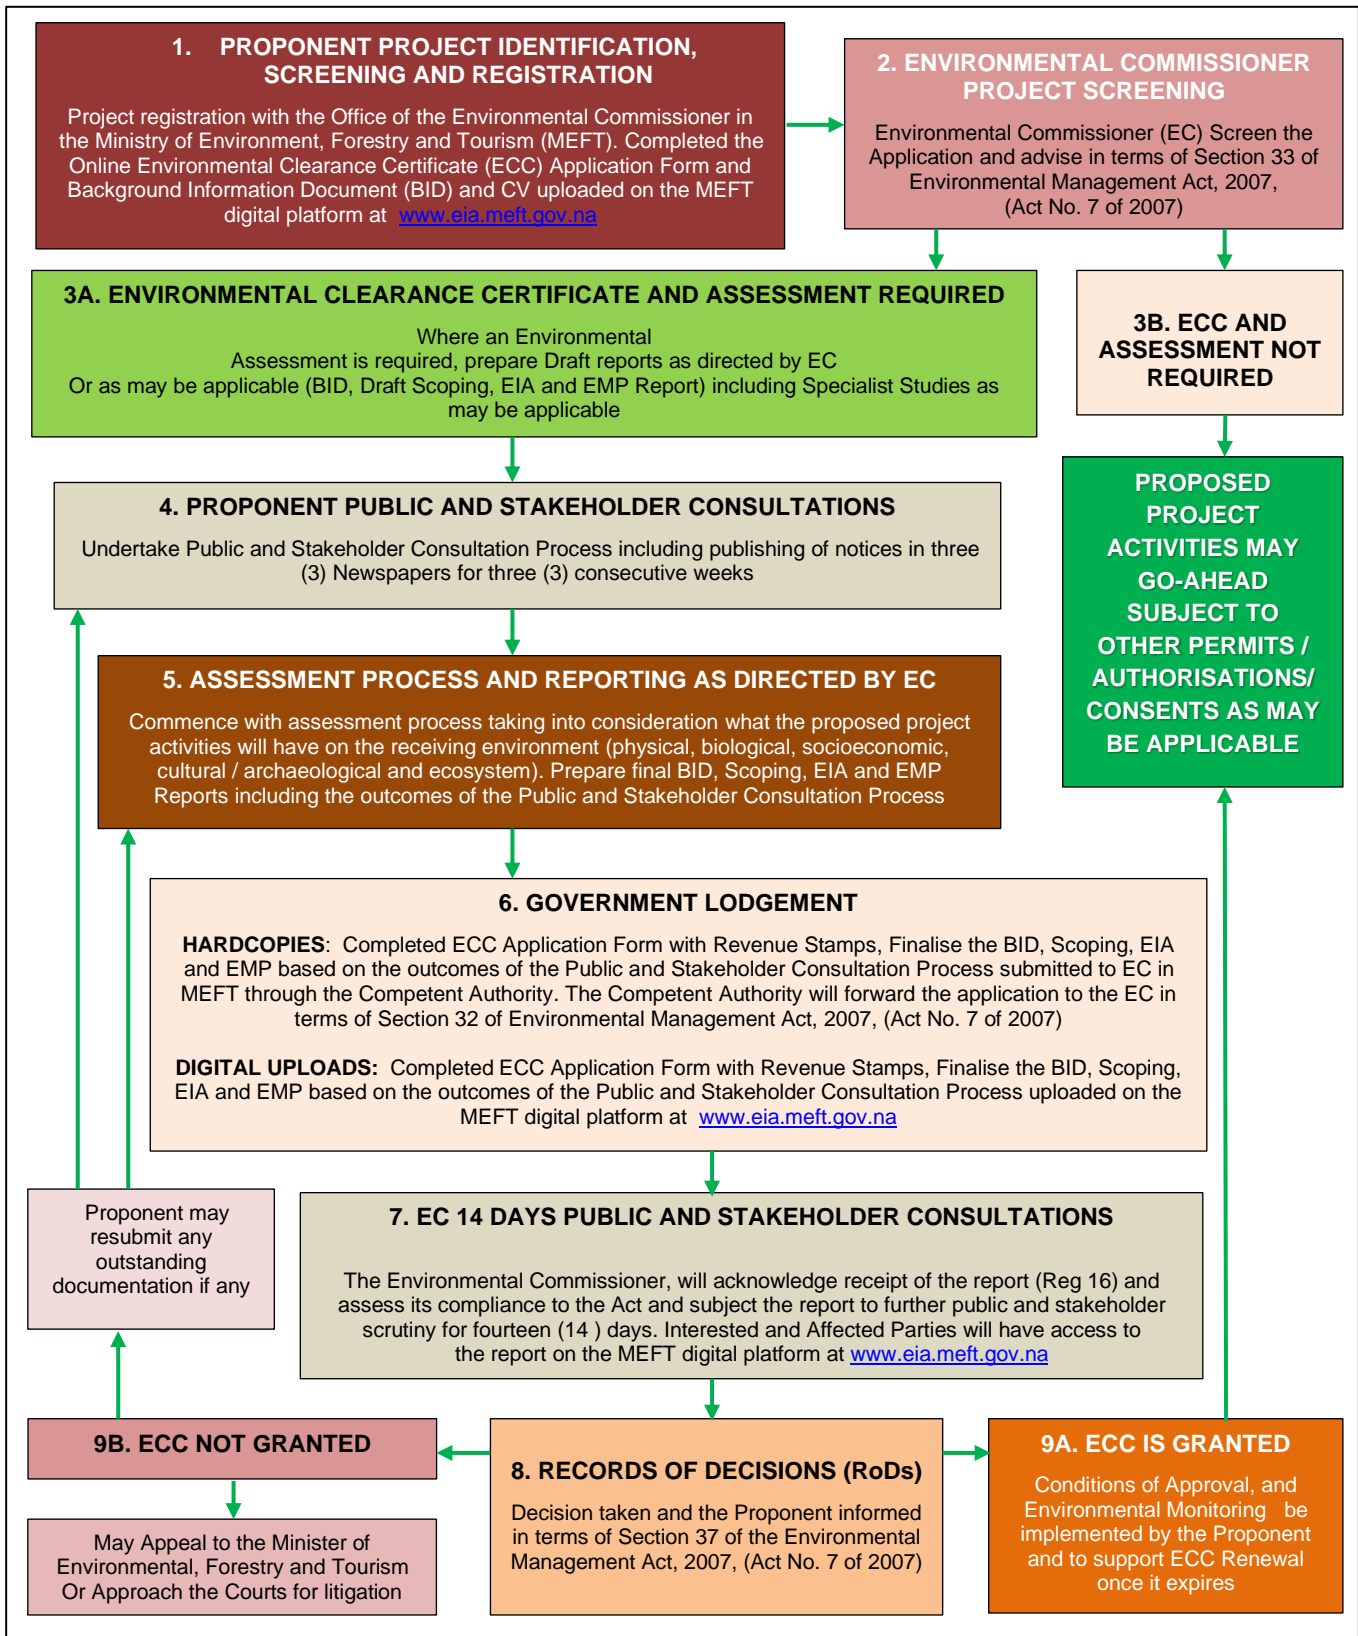 1. PROPONENT PROJECT IDENTIFICATION,
SCREENING AND REGISTRATION
Project registration with the Office of the Environmental Commissioner in
the Ministry of Environment, Forestry and Tourism (MEFT). Completed the
Online Environmental Clearance Certificate (ECC) Application Form and
Background Information Document (BID) and CV uploaded on the MEFT
digital platform at www.eia.meft.gov.na
2. ENVIRONMENTAL COMMISSIONER
PROJECT SCREENING
Environmental Commissioner (EC) Screen the
Application and advise in terms of Section 33 of
Environmental Management Act, 2007,
(Act No. 7 of 2007)
3A. ENVIRONMENTAL CLEARANCE CERTIFICATE AND ASSESSMENT REQUIRED
Where an Environmental
Assessment is required, prepare Draft reports as directed by EC
Or as may be applicable (BID, Draft Scoping, EIA and EMP Report) including Specialist Studies as
may be applicable
3B. ECC AND
ASSESSMENT NOT
REQUIRED
4. PROPONENT PUBLIC AND STAKEHOLDER CONSULTATIONS
Undertake Public and Stakeholder Consultation Process including publishing of notices in three
(3) Newspapers for three (3) consecutive weeks
PROPOSED
PROJECT
ACTIVITIES MAY
GO-AHEAD
SUBJECT TO
OTHER PERMITS /
AUTHORISATIONS/
CONSENTS AS MAY
BE APPLICABLE
5. ASSESSMENT PROCESS AND REPORTING AS DIRECTED BY EC
Commence with assessment process taking into consideration what the proposed project
activities will have on the receiving environment (physical, biological, socioeconomic,
cultural / archaeological and ecosystem). Prepare final BID, Scoping, EIA and EMP
Reports including the outcomes of the Public and Stakeholder Consultation Process
6. GOVERNMENT LODGEMENT
HARDCOPIES: Completed ECC Application Form with Revenue Stamps, Finalise the BID, Scoping, EIA
and EMP based on the outcomes of the Public and Stakeholder Consultation Process submitted to EC in
MEFT through the Competent Authority. The Competent Authority will forward the application to the EC in
terms of Section 32 of Environmental Management Act, 2007, (Act No. 7 of 2007)
DIGITAL UPLOADS: Completed ECC Application Form with Revenue Stamps, Finalise the BID, Scoping,
EIA and EMP based on the outcomes of the Public and Stakeholder Consultation Process uploaded on the
MEFT digital platform at www.eia.meft.gov.na
Proponent may
resubmit any
outstanding
documentation if any
7. EC 14 DAYS PUBLIC AND STAKEHOLDER CONSULTATIONS
The Environmental Commissioner, will acknowledge receipt of the report (Reg 16) and
assess its compliance to the Act and subject the report to further public and stakeholder
scrutiny for fourteen (14 ) days. Interested and Affected Parties will have access to
the report on the MEFT digital platform at www.eia.meft.gov.na
9B. ECC NOT GRANTED
May Appeal to the Minister of
Environmental, Forestry and Tourism
Or Approach the Courts for litigation
8. RECORDS OF DECISIONS (RoDs)
Decision taken and the Proponent informed
in terms of Section 37 of the Environmental
Management Act, 2007, (Act No. 7 of 2007)
9A. ECC IS GRANTED
Conditions of Approval, and
Environmental Monitoring be
implemented by the Proponent
and to support ECC Renewal
once it expires